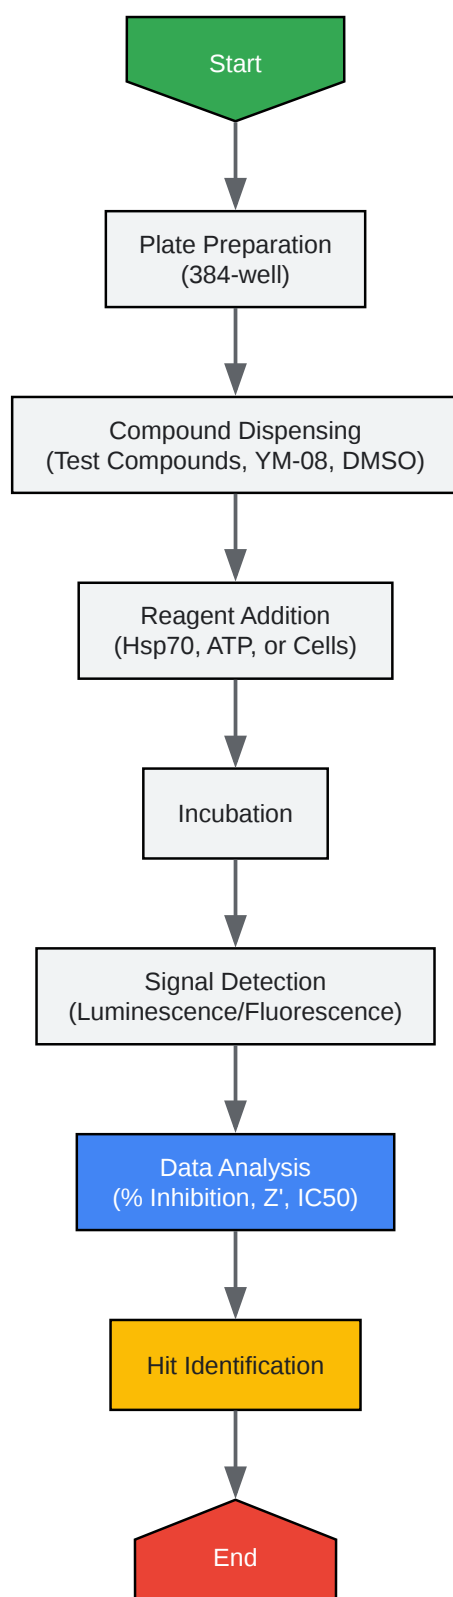 Start
Plate Preparation
(384-well)
Compound Dispensing
(Test Compounds, YM-08, DMSO)
Reagent Addition
(Hsp70, ATP, or Cells)
Incubation
Signal Detection
(Luminescence/Fluorescence)
Data Analysis
(% Inhibition, Z', IC50)
Hit Identification
End